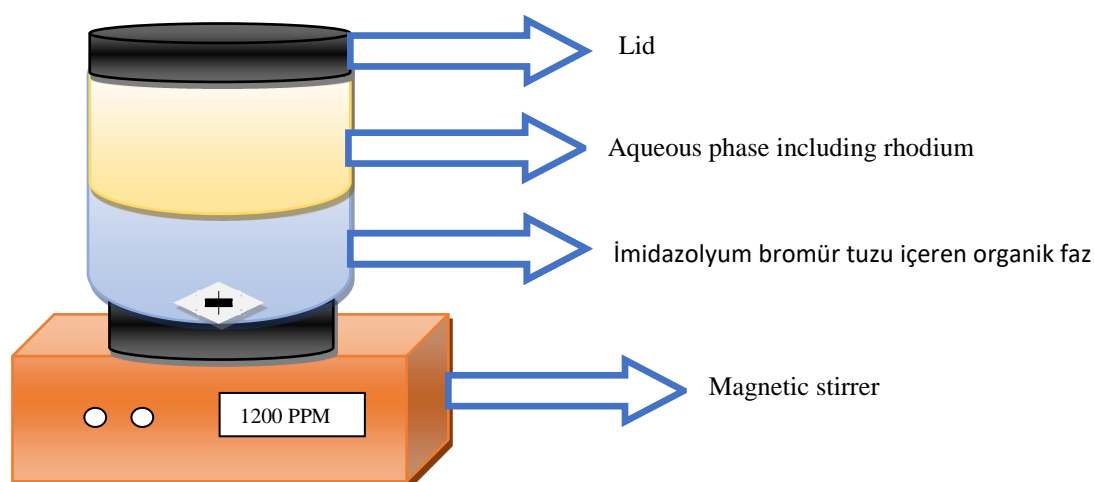 Lid
Aqueous phase including rhodium
İmidazolyum bromür tuzu içeren organik faz
Magnetic stirrer
1200 PPM